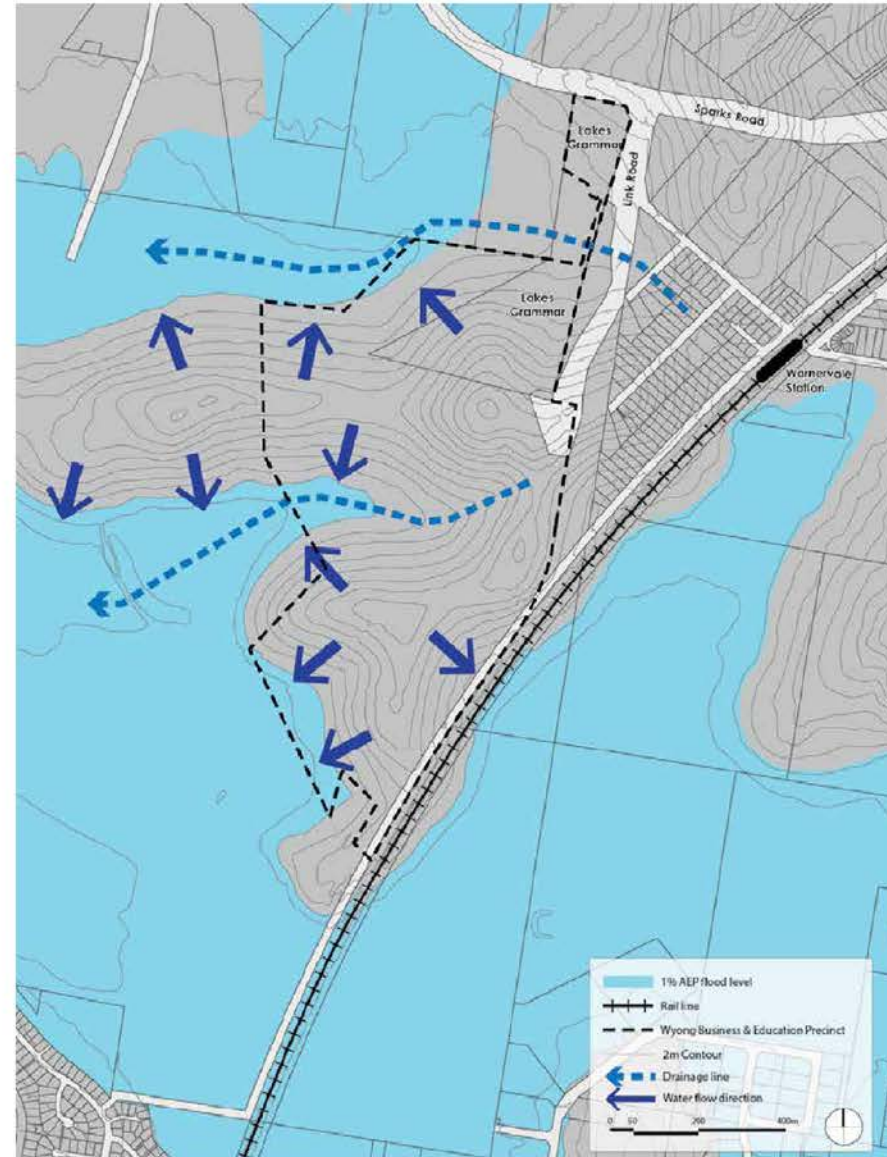 Sparks Road
Lakes
Grammar
Link Road
Lakes
Grammar
Warnervale
Station
1% AEP flood level
Rail line
Wyong Business & Education Precinct
2m Contour
Drainage line
Water flow direction
0 50 200 400m